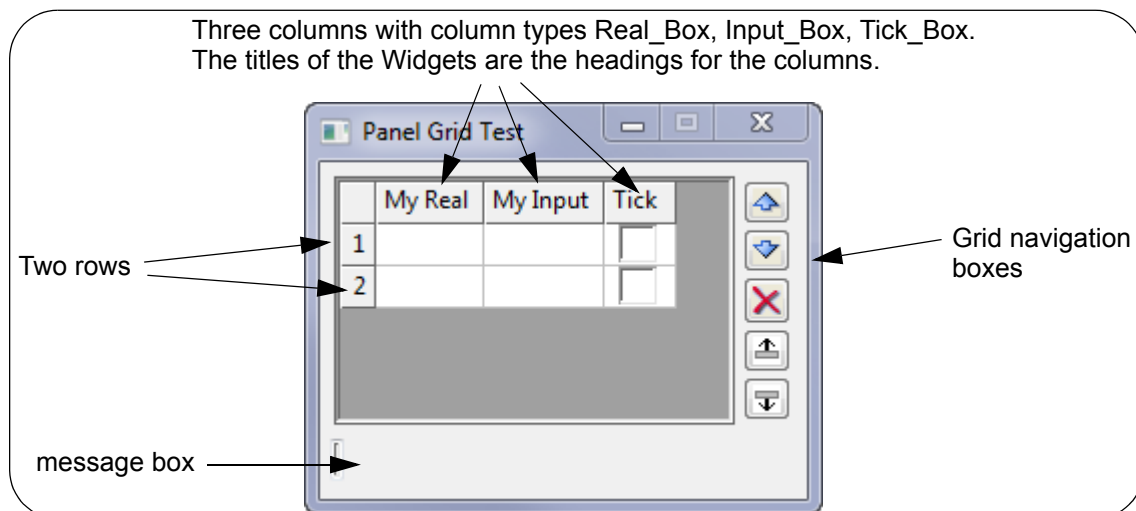 Three columns with column types Real_Box, Input_Box, Tick_Box.
The titles of the Widgets are the headings for the columns.
Panel Grid Test
My Real My Input Tick
1
2
Two rows
Grid navigation
boxes
message box